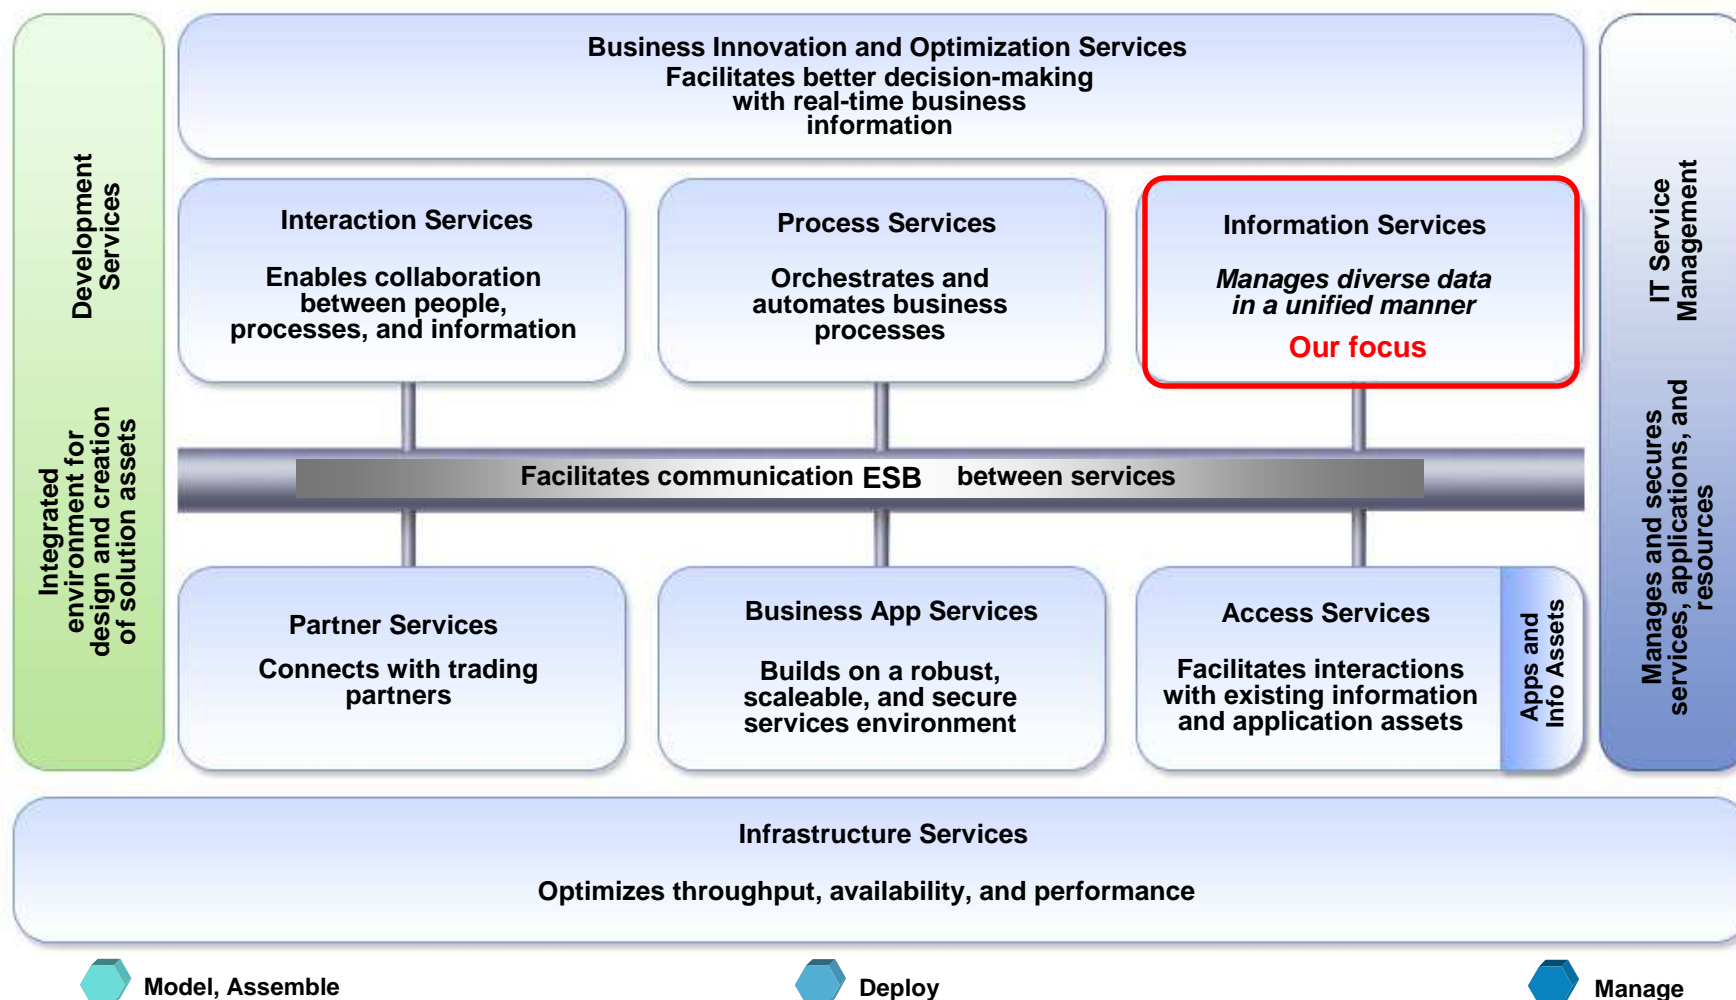 Business Innovation and Optimization Services
Facilitates better decision-making
with real-time business
information
Development
Services
Integrated
environment for
design and creation
of solution assets
Interaction Services
Enables collaboration
between people,
processes, and information
Process Services
Orchestrates and
automates business
processes
Information Services
Manages diverse data
in a unified manner
Our focus
IT Service
Management
Manages and secures
services, applications, and
resources
Facilitates communication ESB between services
Partner Services
Connects with trading
partners
Business App Services
Builds on a robust,
scaleable, and secure
services environment
Access Services
Facilitates interactions
with existing information
and application assets
Apps and
Info Assets
Infrastructure Services
Optimizes throughput, availability, and performance
Model, Assemble
Deploy
Manage